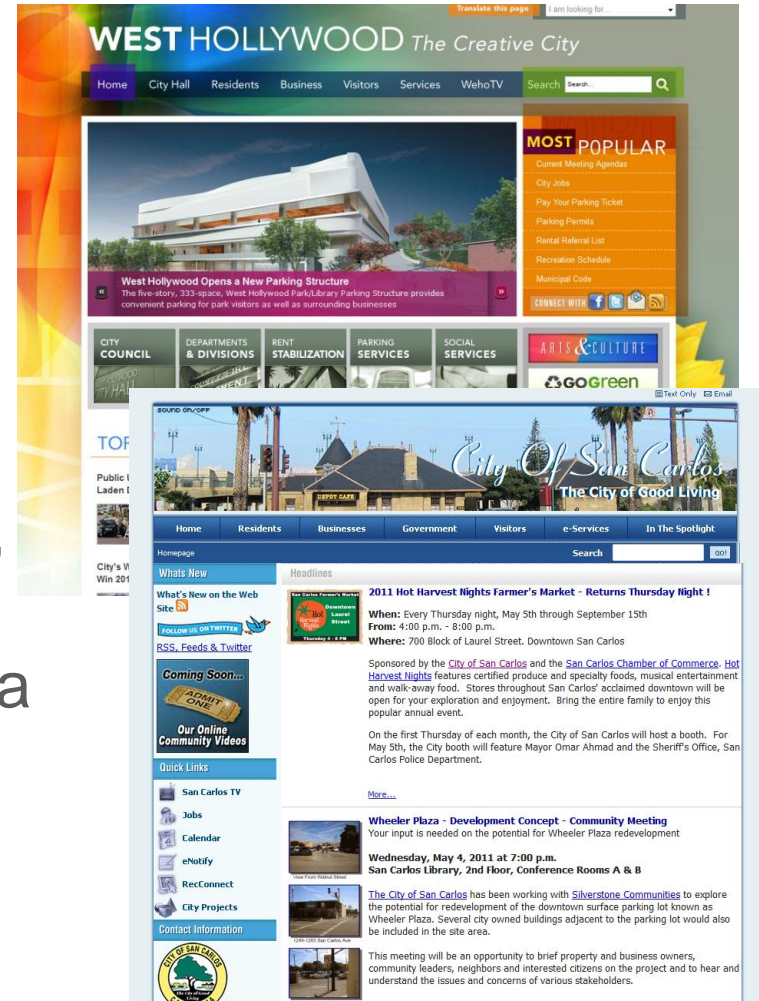 Translate this page
I am looking for...
WEST HOLLYWOOD The Creative City
Home City Hall Residents Business Visitors Services WehoTV Search Search...
MOST POPULAR
Current Meeting Agendas
City Jobs
Pay Your Parking Ticket
Parking Permits
Rental Referral List
Recreation Schedule
Municipal Code
CONNECT WITH
West Hollywood Opens a New Parking Structure
The five-story, 333-space, West Hollywood Park/Library Parking Structure provides
convenient parking for park visitors as well as surrounding businesses
CITY COUNCIL
DEPARTMENTS & DIVISIONS
RENT STABILIZATION
PARKING SERVICES
SOCIAL SERVICES
ARTS & CULTURE
GOGreen
TOP
Public
Laden
City's
Win 201
a
Text Only Email
SOUND ON/OFF
DEPOT CAFE
City Of San Carlos
The City of Good Living
Home Residents Businesses Government Visitors e-Services In The Spotlight
Homepage
Search go!
Whats New
What's New on the Web
Site
FOLLOW US ON TWITTER
RSS, Feeds & Twitter
Coming Soon...
ADMIT ONE
Our Online
Community Videos
Quick Links
San Carlos TV
Jobs
Calendar
eNotify
RecConnect
City Projects
Contact Information
CITY OF SAN CARLOS
The City of Good Living
Headlines
San Carlos Farmer's Market
Hot Harvest Nights
Downtown Laurel Street
Thursday 4 - 8 PM
2011 Hot Harvest Nights Farmer's Market - Returns Thursday Night !
When: Every Thursday night, May 5th through September 15th
From: 4:00 p.m. - 8:00 p.m.
Where: 700 Block of Laurel Street. Downtown San Carlos
Sponsored by the City of San Carlos and the San Carlos Chamber of Commerce. Hot
Harvest Nights features certified produce and specialty foods, musical entertainment
and walk-away food. Stores throughout San Carlos' acclaimed downtown will be
open for your exploration and enjoyment. Bring the entire family to enjoy this
popular annual event.
On the first Thursday of each month, the City of San Carlos will host a booth. For
May 5th, the City booth will feature Mayor Omar Ahmad and the Sheriff's Office, San
Carlos Police Department.
More...
Wheeler Plaza - Development Concept - Community Meeting
Your input is needed on the potential for Wheeler Plaza redevelopment
Wednesday, May 4, 2011 at 7:00 p.m.
San Carlos Library, 2nd Floor, Conference Rooms A & B
The City of San Carlos has been working with Silverstone Communities to explore
the potential for redevelopment of the downtown surface parking lot known as
Wheeler Plaza. Several city owned buildings adjacent to the parking lot would also
be included in the site area.
This meeting will be an opportunity to brief property and business owners,
community leaders, neighbors and interested citizens on the project and to hear and
understand the issues and concerns of various stakeholders.
View From Walnut Street
1248-1265 San Carlos Ave